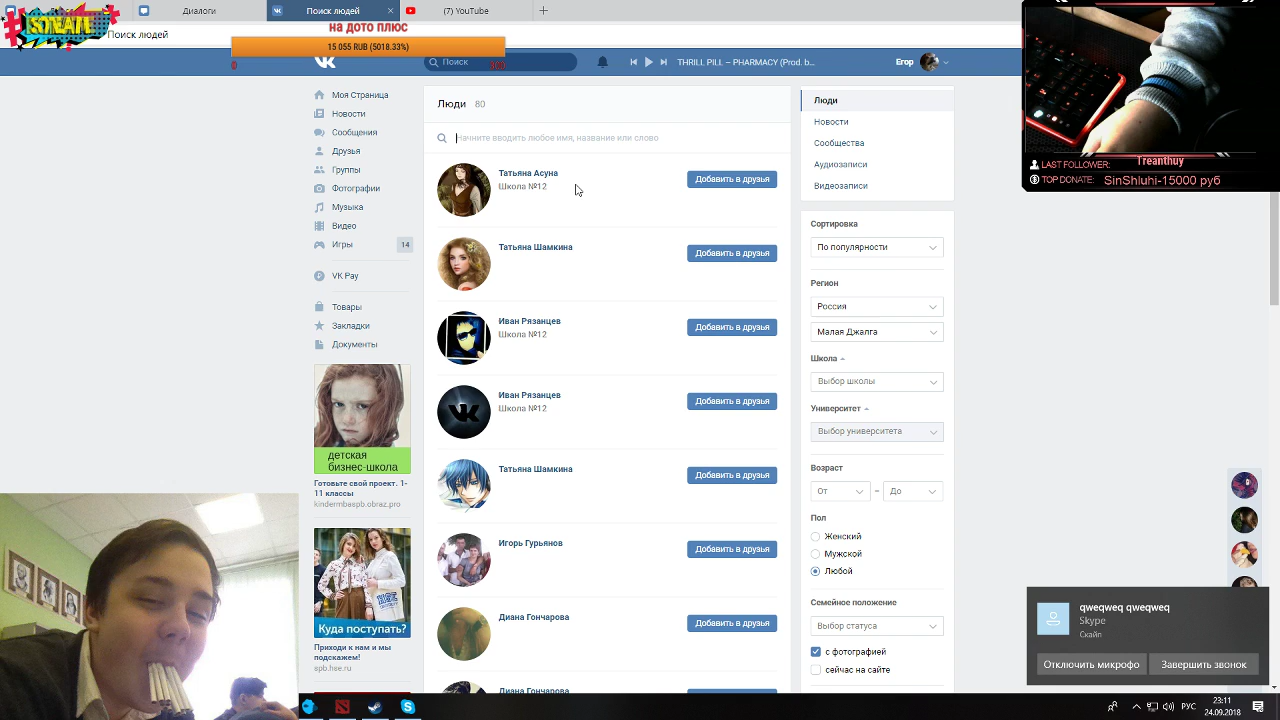 Диалоги
Поиск людей
Поиск людей
YouTube
Поиск людей
на дото плюс
15 055 RUB (5018.33%)
0
300
Поиск
THRILL PILL – PHARMACY (Prod. b...
Егор
Моя Страница
Новости
Сообщения
Друзья
Группы
Фотографии
Музыка
Видео
Игры
14
VK Pay
Товары
Закладки
Документы
детская
бизнес-школа
Готовьте свой проект. 1-
11 классы
kindermbaspb.obraz.pro
Куда поступать?
Приходи к нам и мы
подскажем!
spb.hse.ru
Люди 80
Начните вводить любое имя, название или слово
Татьяна Асуна
Школа №12
Добавить в друзья
Татьяна Шамкина
Добавить в друзья
Иван Рязанцев
Школа №12
Добавить в друзья
Иван Рязанцев
Школа №12
Добавить в друзья
Татьяна Шамкина
Добавить в друзья
Игорь Гурьянов
Добавить в друзья
Диана Гончарова
Добавить в друзья
Диана Гончарова
Люди
Новости
Сообщества
Аудиозаписи
Видеозаписи
Сортировка
По популярности
Регион
Россия
Малая Джалга
Школа
Выбор школы
Университет
Выбор университета
Возраст
От – До
Пол
Женский
Мужской
Любой
Семейное положение
Выбор статуса
с фотографией
сейчас на сайте
LAST FOLLOWER: Treanthuy
TOP DONATE: SinShluhi-15000 руб
qweqweq qweqweq
Skype
Скайп
Отключить микрофо
Завершить звонок
23:11
24.09.2018